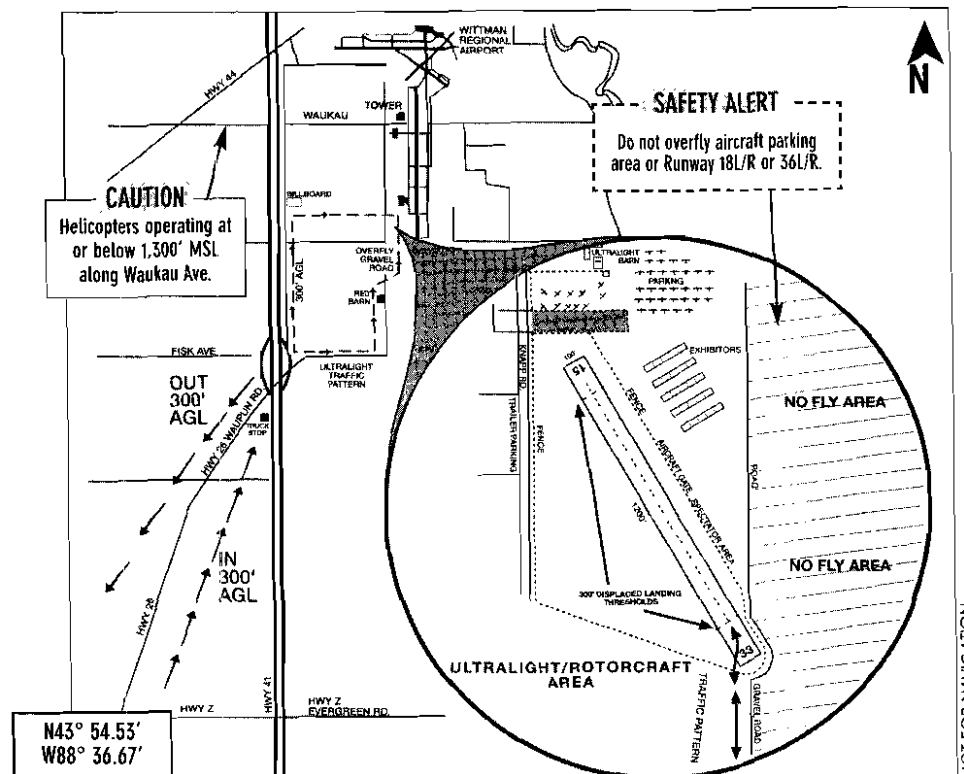 WITTMAN
REGIONAL
AIRPORT
N
HWY 44
TOWER
WAUKAU
SAFETY ALERT
Do not overfly aircraft parking
area or Runway 18L/R or 36L/R.
CAUTION
Helicopters operating at
or below 1,300' MSL
along Waukau Ave.
BILLBOARD
300' AGL
OVERFLY
GRAVEL
ROAD
RED
BARN
ULTRALIGHT
TRAFFIC
PATTERN
FISK AVE.
OUT
300'
AGL
HWY 26 WAUPUN RD.
TRUCK
STOP
IN
300'
AGL
HWY 26
HWY 41
HWY Z
HWY Z
EVERGREEN RD.
N43° 54.53'
W88° 36.67'
ULTRALIGHT
BARN
PARKING
EXHIBITORS
KNAPP RD.
TRAILER PARKING
FENCE
FENCE
100'
15
1200'
AIRCRAFT GATE
SPECTATOR AREA
ROAD
NO FLY AREA
NO FLY AREA
300' DISPLACED LANDING
THRESHOLDS
33
ULTRALIGHT/ROTORCRAFT
AREA
TRAFFIC PATTERN
GRAVEL ROAD
NOT FOR NAVIGATION